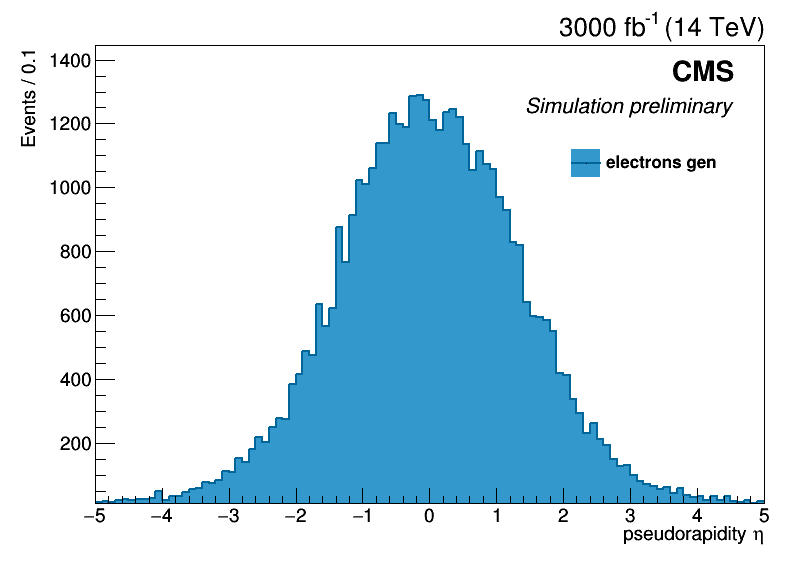 3000 fb⁻¹ (14 TeV)
Events / 0.1
CMS
Simulation preliminary
electrons gen
1400
1200
1000
800
600
400
200
−5 −4 −3 −2 −1 0 1 2 3 4 5
pseudorapidity η